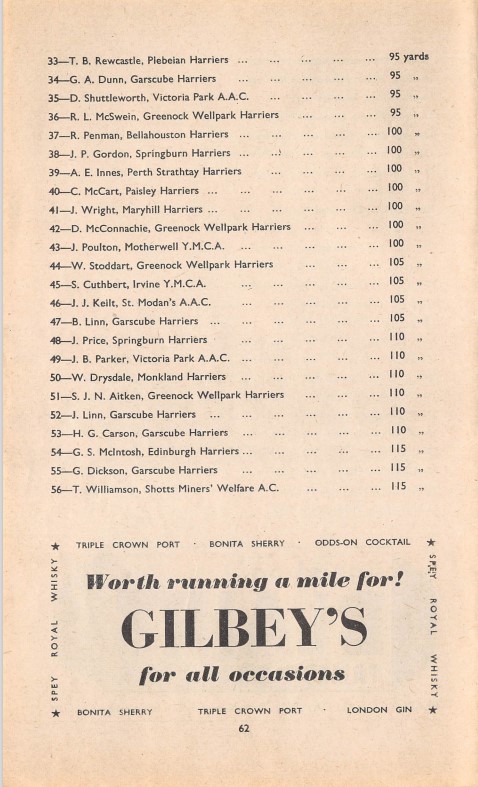 33—T. B. Rewcastle, Plebeian Harriers ... ... ... ... 95 yards
34—G. A. Dunn, Garscube Harriers ... ... ... ... 95 ,,
35—D. Shuttleworth, Victoria Park A.A.C. ... ... ... 95 ,,
36—R. L. McSwein, Greenock Wellpark Harriers ... ... 95 ,,
37—R. Penman, Bellahouston Harriers ... ... ... ... 100 ,,
38—J. P. Gordon, Springburn Harriers ... ... ... ... 100 ,,
39—A. E. Innes, Perth Strathtay Harriers ... ... ... 100 ,,
40—C. McCart, Paisley Harriers ... ... ... ... ... 100 ,,
41—J. Wright, Maryhill Harriers ... ... ... ... ... 100 ,,
42—D. McConnachie, Greenock Wellpark Harriers ... ... ... 100 ,,
43—J. Poulton, Motherwell Y.M.C.A. ... ... ... ... 100 ,,
44—W. Stoddart, Greenock Wellpark Harriers ... ... ... 105 ,,
45—S. Cuthbert, Irvine Y.M.C.A. ... ... ... ... 105 ,,
46—J. J. Keilt, St. Modan's A.A.C. ... ... ... ... 105 ,,
47—B. Linn, Garscube Harriers ... ... ... ... ... 105 ,,
48—J. Price, Springburn Harriers ... ... ... ... 110 ,,
49—J. B. Parker, Victoria Park A.A.C. ... ... ... ... 110 ,,
50—W. Drysdale, Monkland Harriers ... ... ... ... 110 ,,
51—S. J. N. Aitken, Greenock Wellpark Harriers ... ... 110 ,,
52—J. Linn, Garscube Harriers ... ... ... ... ... 110 ,,
53—H. G. Carson, Garscube Harriers ... ... ... ... 110 ,,
54—G. S. McIntosh, Edinburgh Harriers ... ... ... ... 115 ,,
55—G. Dickson, Garscube Harriers ... ... ... ... 115 ,,
56—T. Williamson, Shotts Miners' Welfare A.C. ... ... ... 115 ,,
★ TRIPLE CROWN PORT · BONITA SHERRY · ODDS-ON COCKTAIL ★
SPEY ROYAL WHISKY
Worth running a mile for!
GILBEY'S
for all occasions
SPEY ROYAL WHISKY
★ BONITA SHERRY TRIPLE CROWN PORT · LONDON GIN ★
62